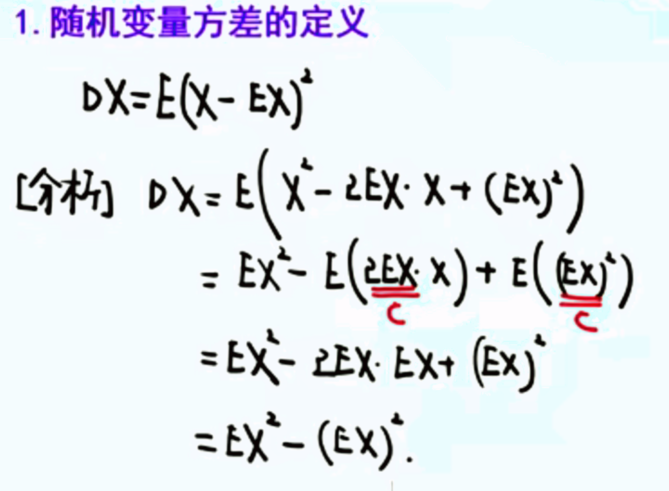 1. 随机变量方差的定义
DX=E(X-EX)²
[分析] DX=E(X²-2EX·X+(EX)²)
=EX²-E(2EX·X)+E((EX)²)
C C
=EX²-2EX·EX+(EX)²
=EX²-(EX)².